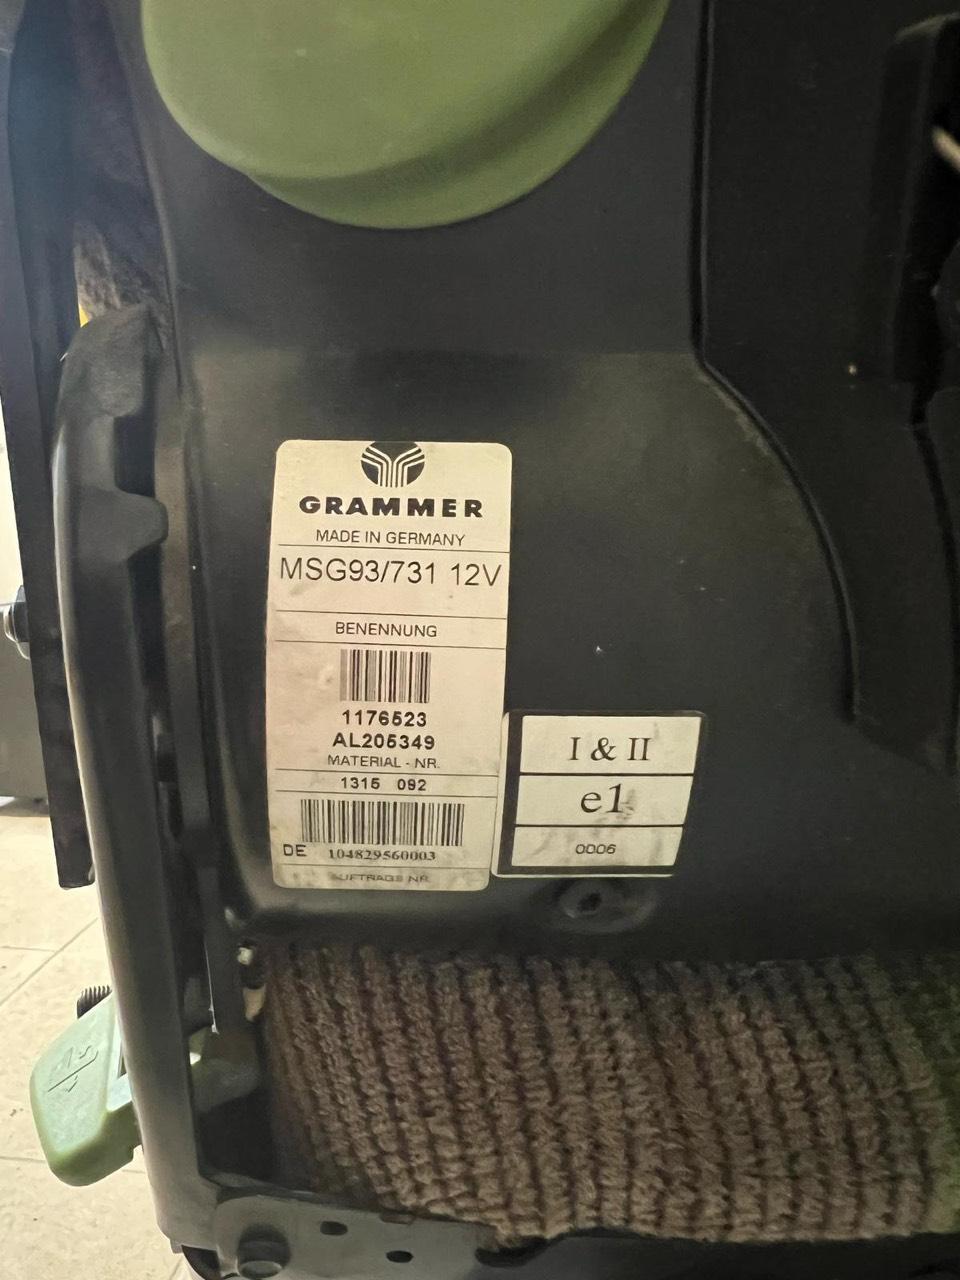 GRAMMER
MADE IN GERMANY
MSG93/731 12V
BENENNUNG
1176523
AL205349
MATERIAL - NR.
1315 092
DE 104829560003
AUFTRAGS NR.
I & II
e1
0006